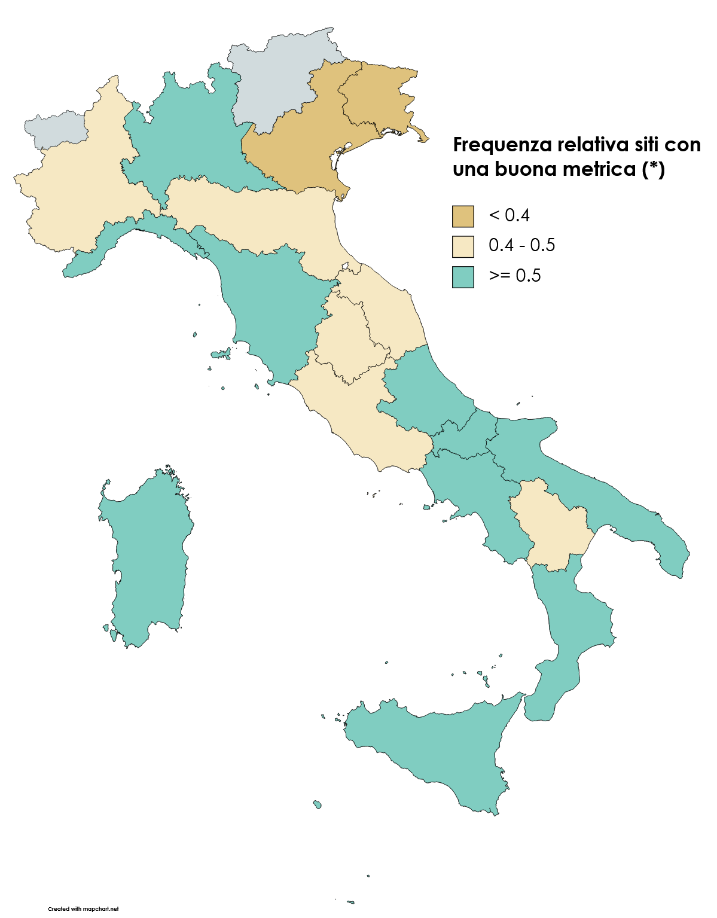 Frequenza relativa siti con
una buona metrica (*)
< 0.4
0.4 - 0.5
>= 0.5
Created with mapchart.net